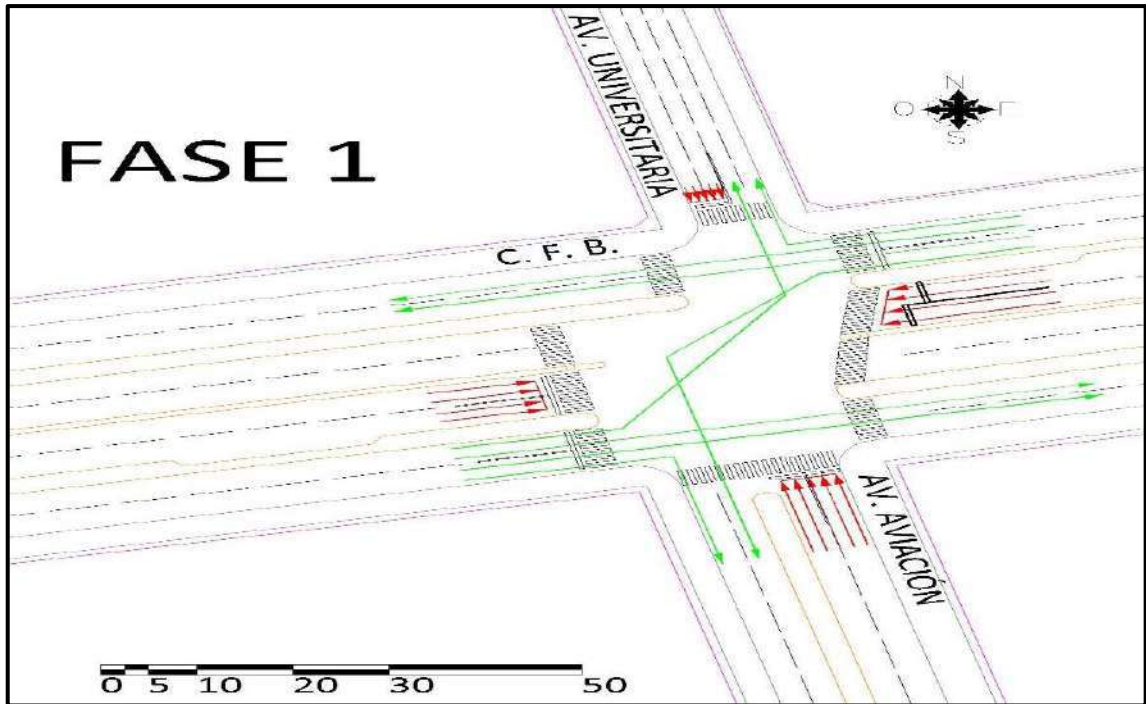 AV. UNIVERSITARIA
N
O
S
FASE 1
C. F. B.
AV. AVIACIÓN
0 5 10 20 30 50